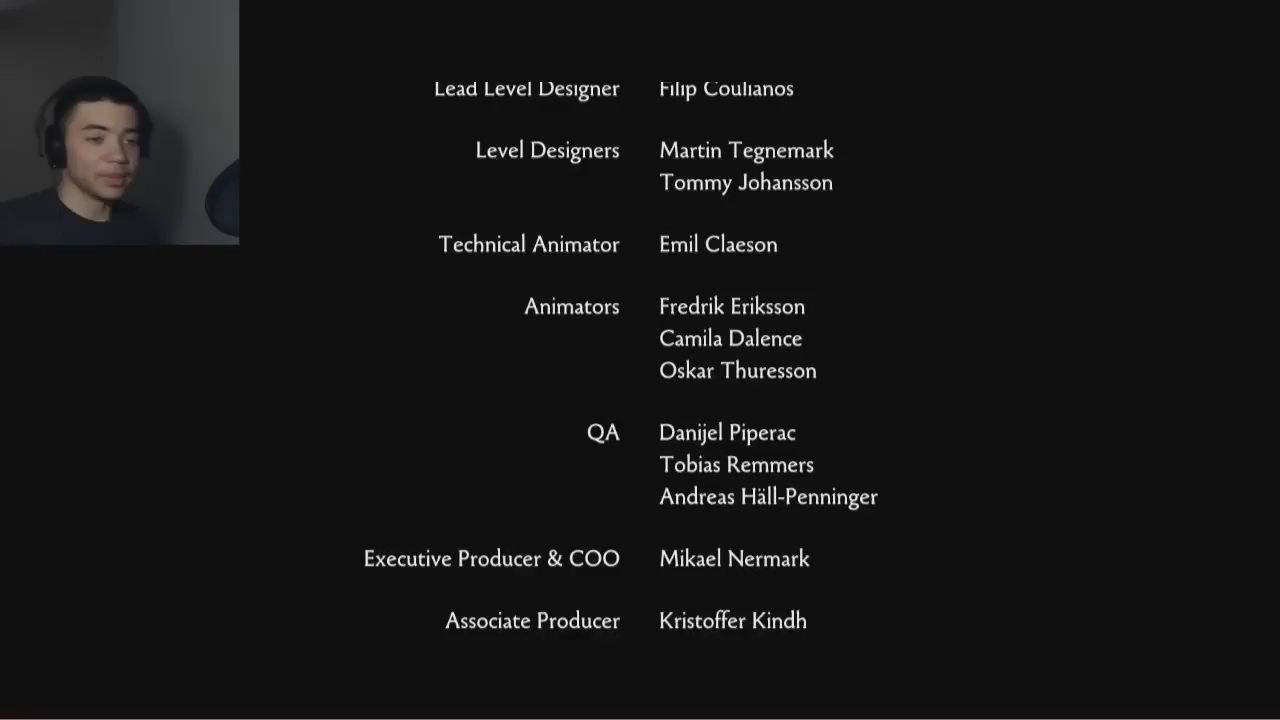 Lead Level Designer Filip Coulianos
Level Designers Martin Tegnemark
Tommy Johansson
Technical Animator Emil Claeson
Animators Fredrik Eriksson
Camila Dalence
Oskar Thuresson
QA Danijel Piperac
Tobias Remmers
Andreas Häll-Penninger
Executive Producer & COO Mikael Nermark
Associate Producer Kristoffer Kindh